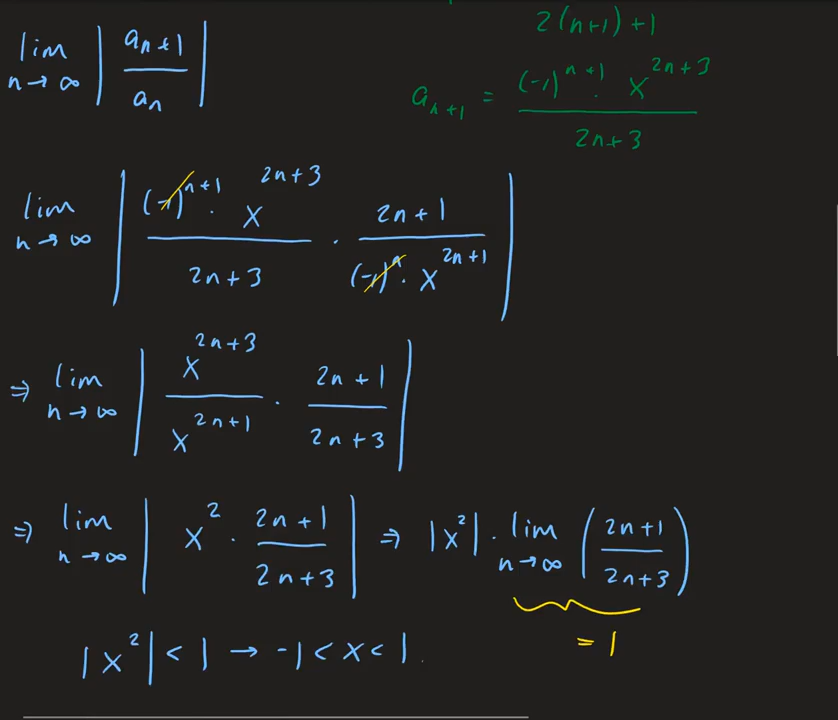 2(n+1)+1
lim n→∞ | a_{n+1} / a_n |
a_{n+1} = (-1)^{n+1} · x^{2n+3} / 2n+3
lim n→∞ | (-1)^{n+1} · x^{2n+3} / 2n+3 · 2n+1 / (-1)^n · x^{2n+1} |
⇒ lim n→∞ | x^{2n+3} / x^{2n+1} · 2n+1 / 2n+3 |
⇒ lim n→∞ | x^2 · 2n+1 / 2n+3 | ⇒ |x^2| · lim n→∞ ( 2n+1 / 2n+3 )
= 1
|x^2| < 1 → -1 < x < 1.